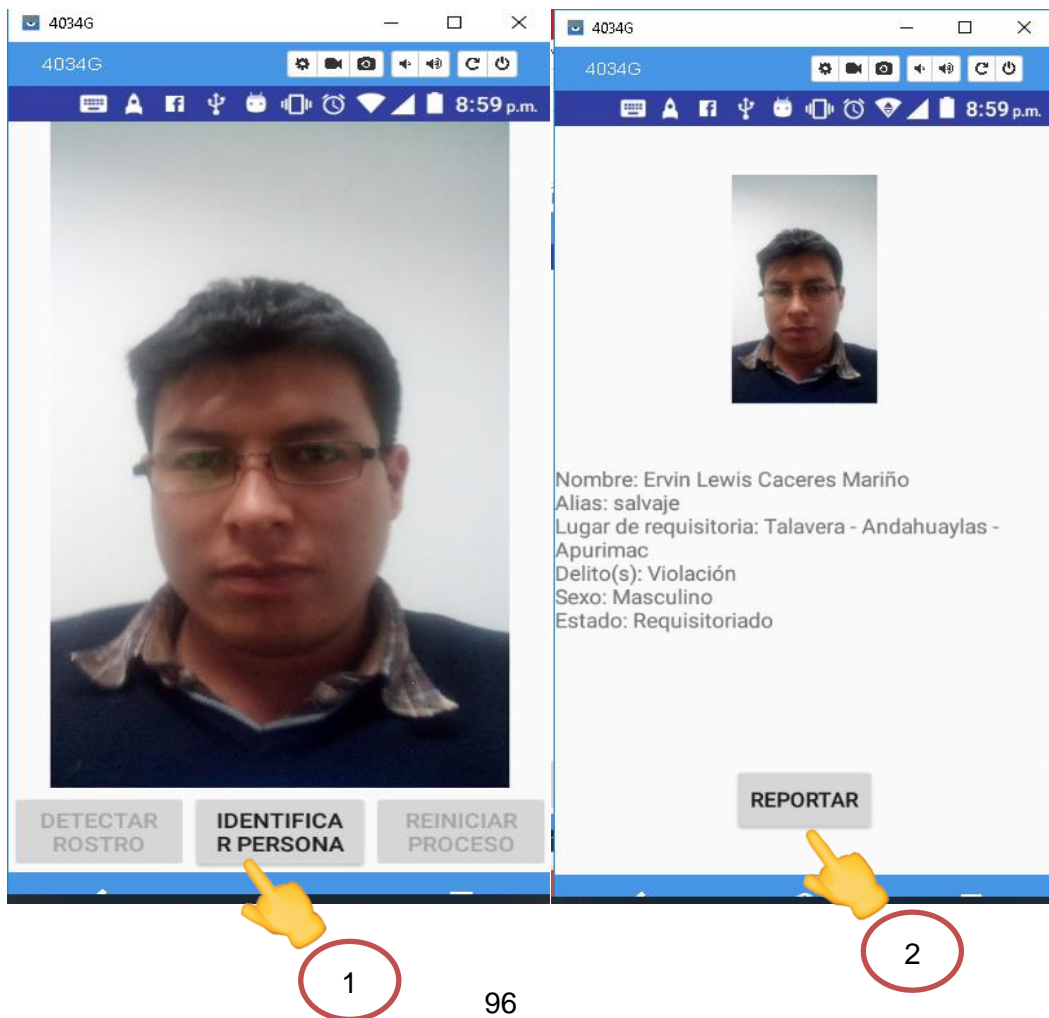 4034G
4034G
8:59 p.m.
DETECTAR
ROSTRO
IDENTIFICA
R PERSONA
REINICIAR
PROCESO
4034G
4034G
8:59 p.m.
Nombre: Ervin Lewis Caceres Mariño
Alias: salvaje
Lugar de requisitoria: Talavera - Andahuaylas -
Apurimac
Delito(s): Violación
Sexo: Masculino
Estado: Requisitoriado
REPORTAR
1
2
96